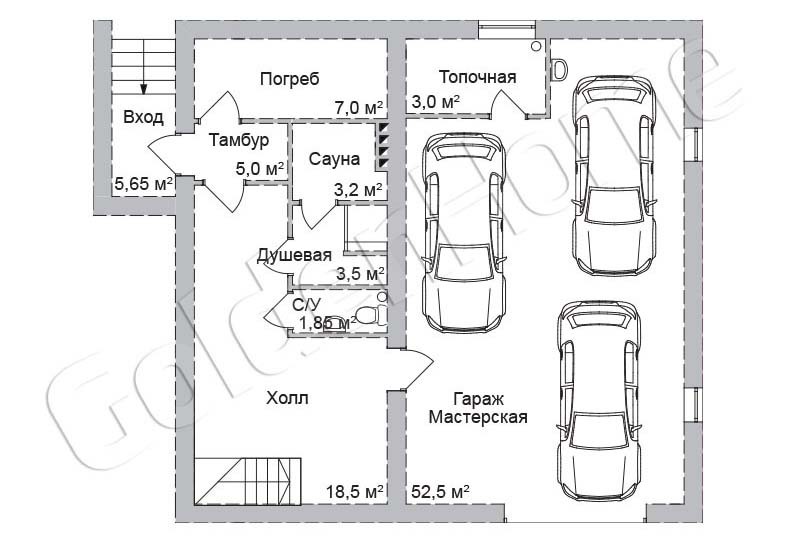 Погреб
7,0 м²
Топочная
3,0 м²
Вход
5,65 м²
Тамбур
5,0 м²
Сауна
3,2 м²
Душевая
3,5 м²
С/У
1,85 м²
Холл
18,5 м²
Гараж
Мастерская
52,5 м²
GoldenHome